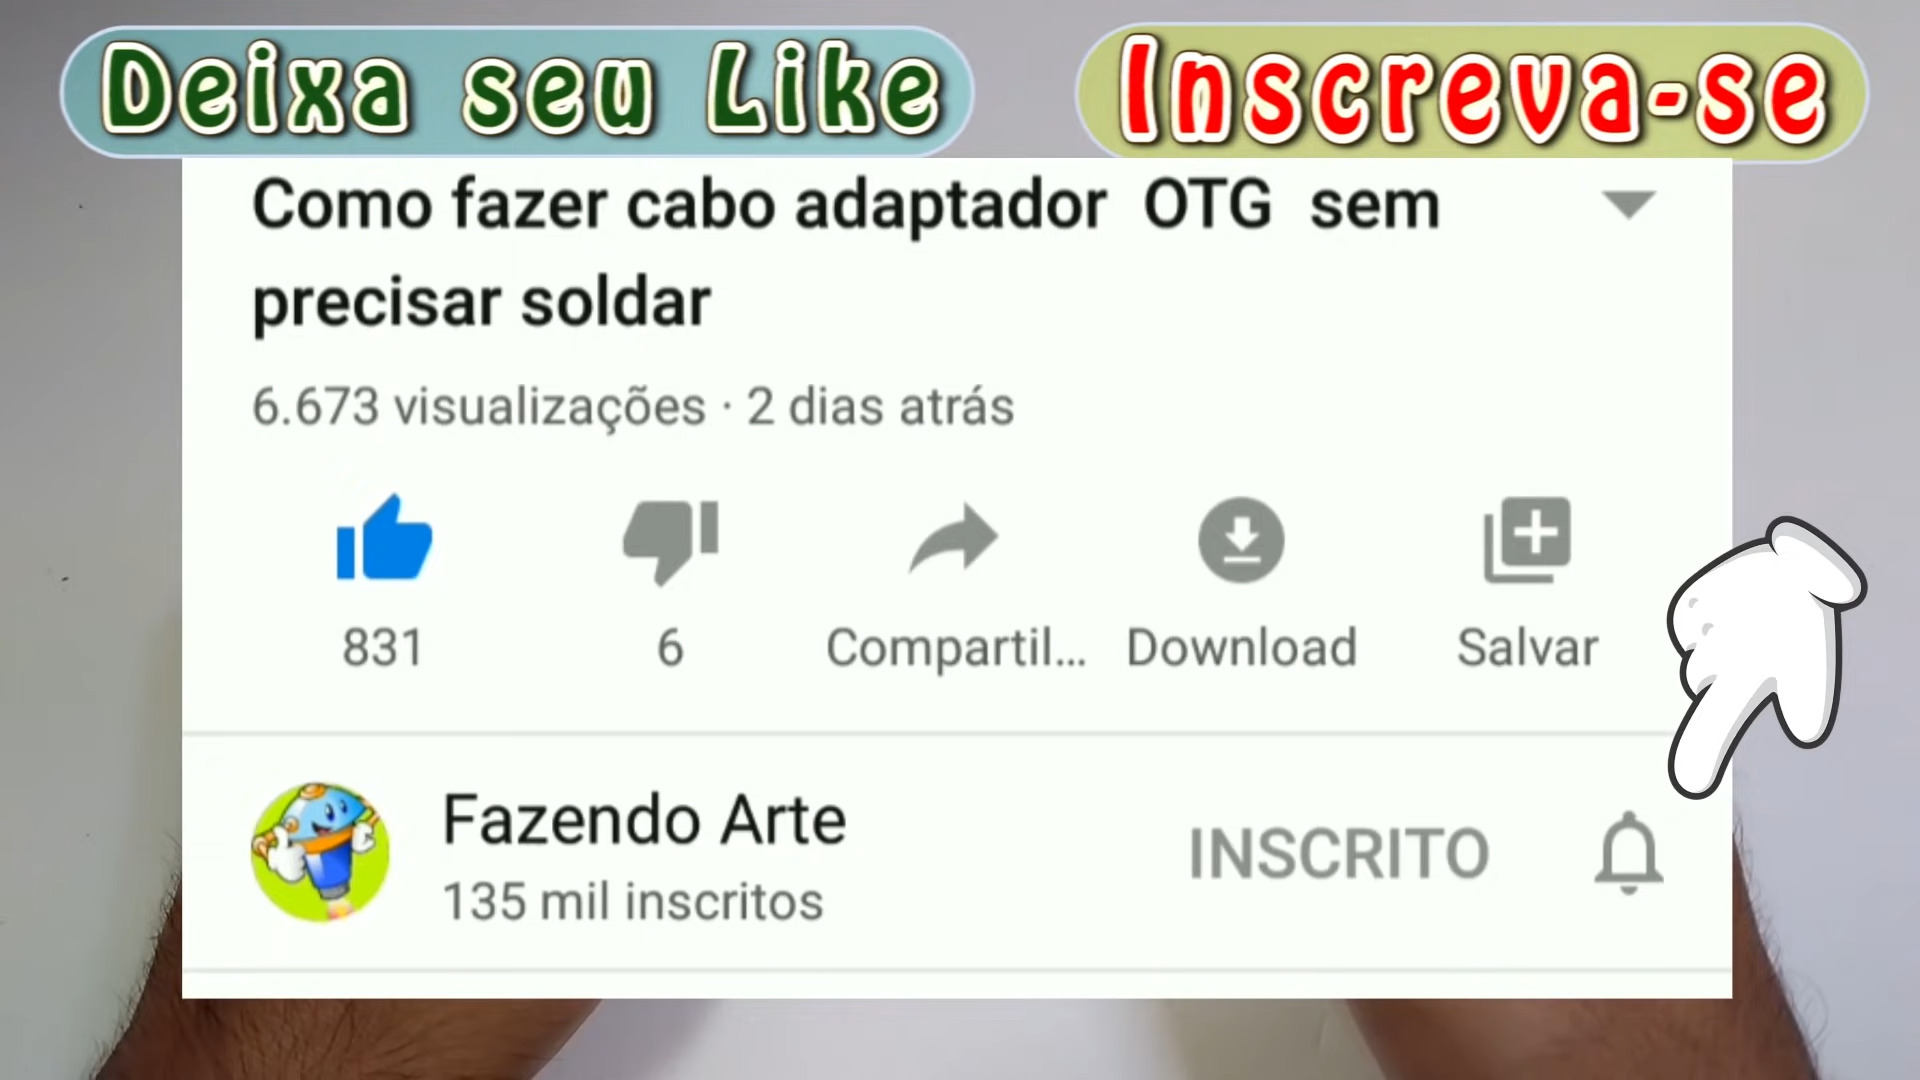 Deixa seu Like
Inscreva-se
Como fazer cabo adaptador OTG sem
precisar soldar
6.673 visualizações · 2 dias atrás
831
6
Compartil...
Download
Salvar
Fazendo Arte
135 mil inscritos
INSCRITO